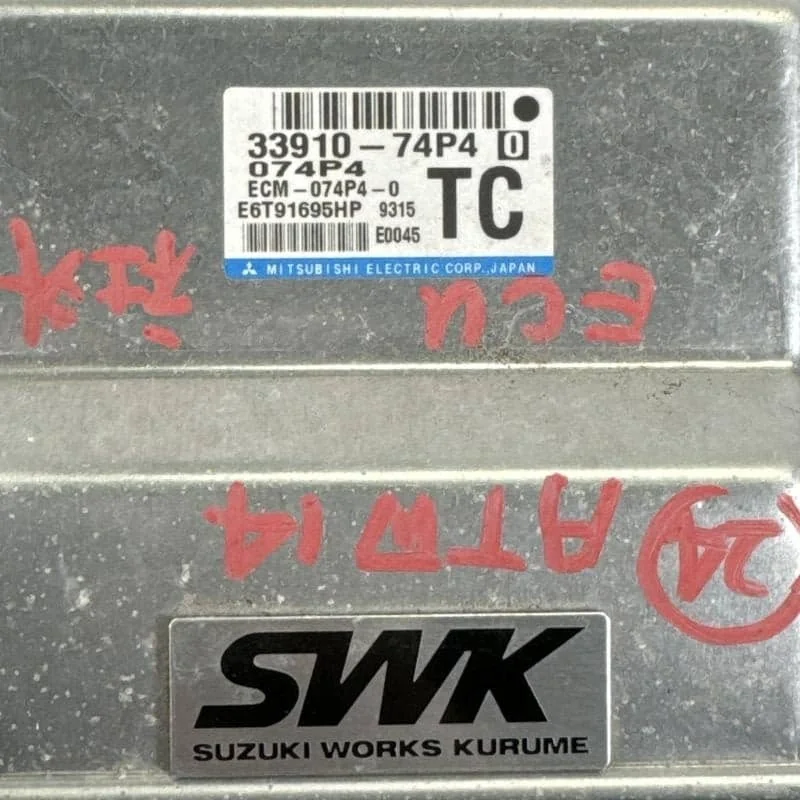 33910-74P4 0
074P4
ECM-074P4-0
TC
E6T91695HP 9315
E0045
MITSUBISHI ELECTRIC CORP., JAPAN
ECU
24 ATW14
SWK
SUZUKI WORKS KURUME